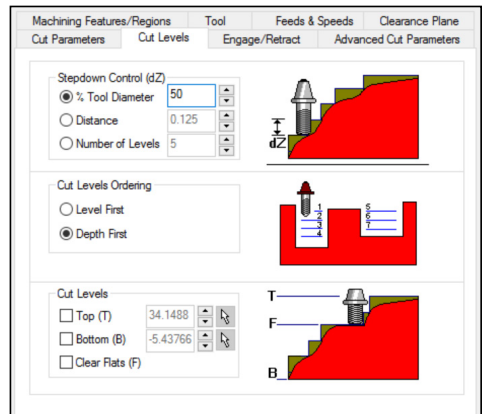 Machining Features/Regions Tool Feeds & Speeds Clearance Plane
Cut Parameters Cut Levels Engage/Retract Advanced Cut Parameters
Stepdown Control (dZ)
% Tool Diameter 50
Distance 0.125
Number of Levels 5
dZ
Cut Levels Ordering
Level First
Depth First
1 5
2 6
3 7
4
Cut Levels
Top (T) 34.1488
Bottom (B) -5.43766
Clear Flats (F)
T
F
B